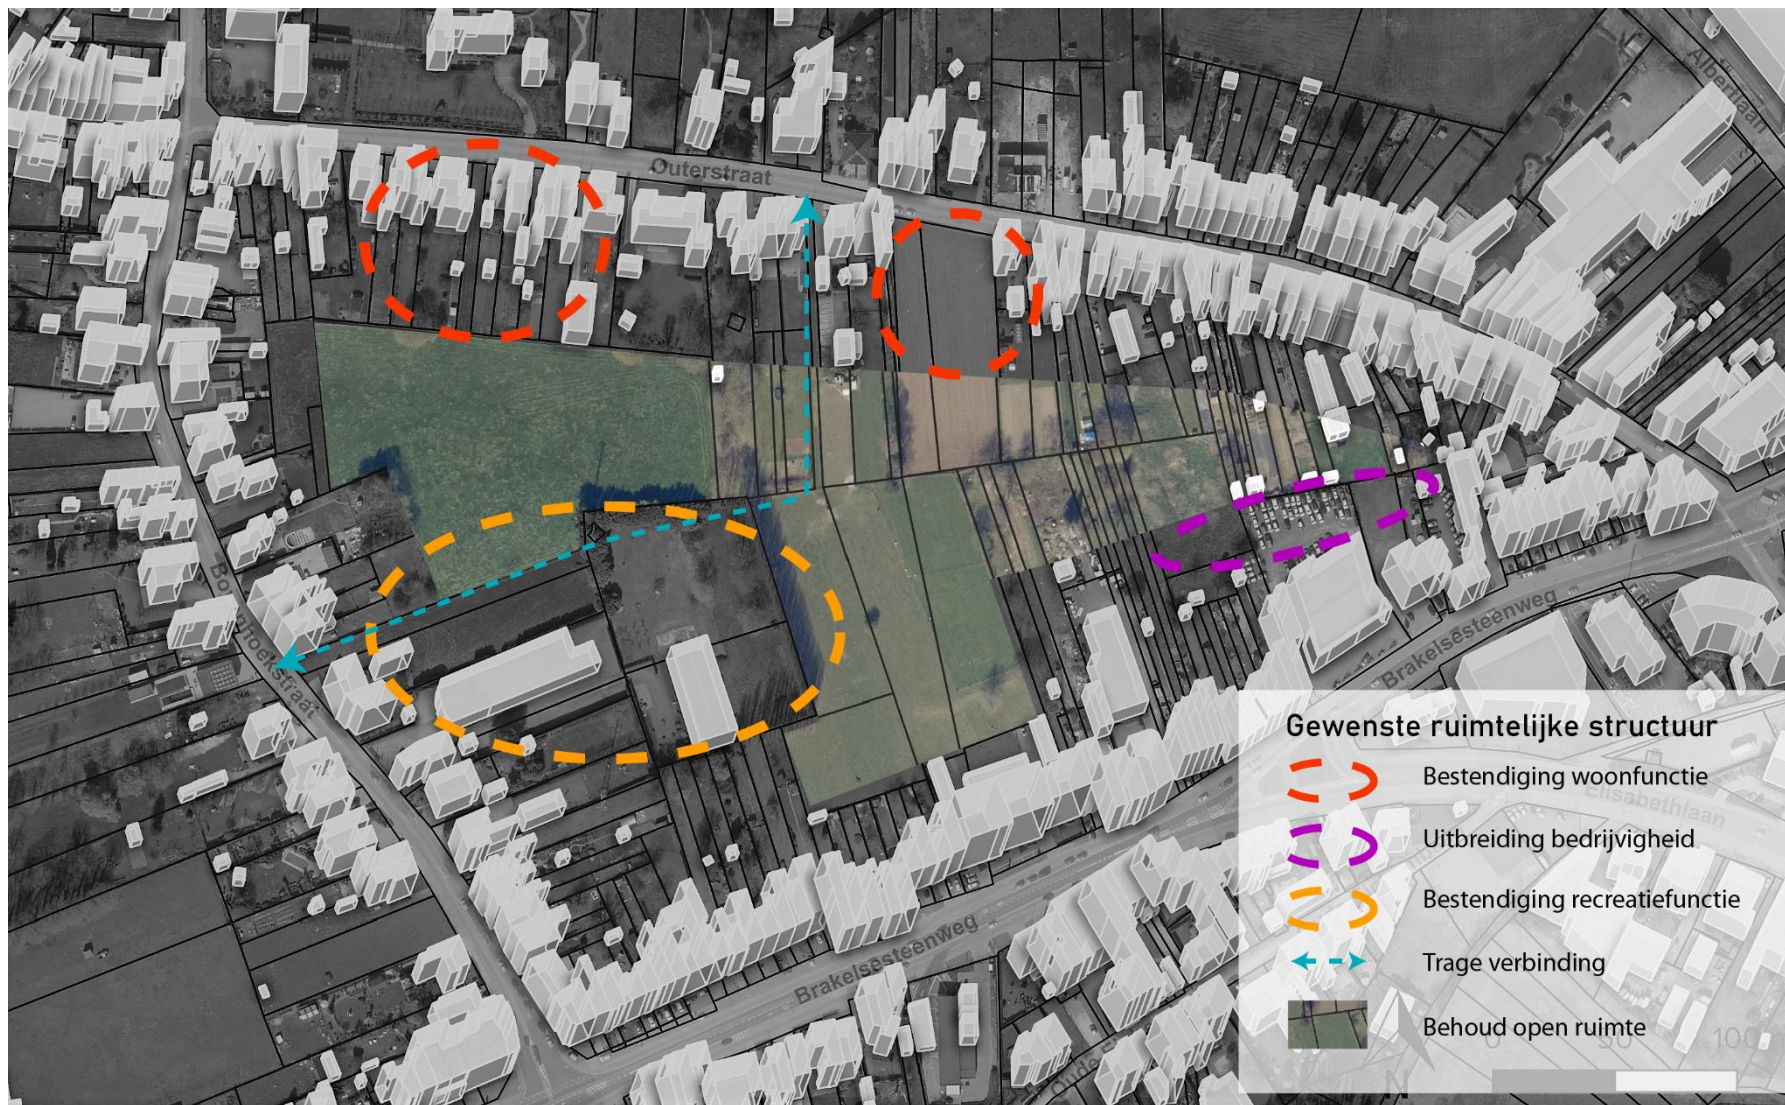 Albertlaan
Outerstraat
Brakelsesteenweg
Gewenste ruimtelijke structuur
Bestendiging woonfunctie
Elisabethlaan
Uitbreiding bedrijvigheid
Bestendiging recreatiefunctie
Brakelsesteenweg
Trage verbinding
Behoud open ruimte
0 50 100
N